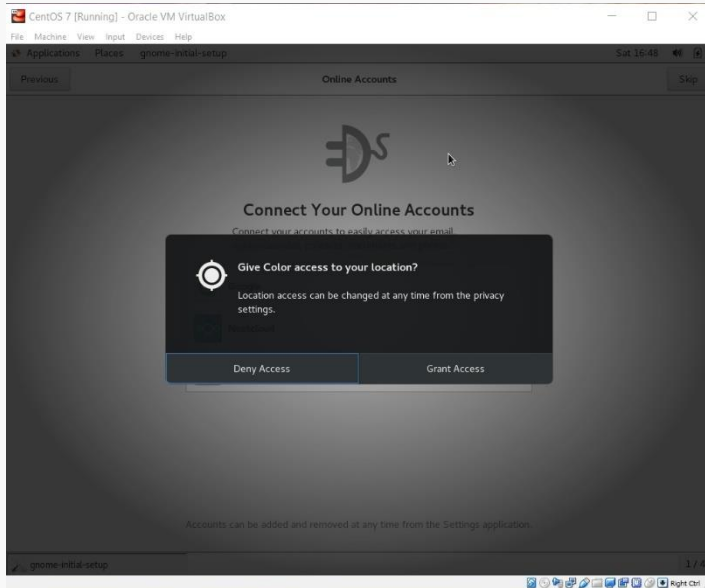 CentOS 7 [Running] - Oracle VM VirtualBox
File Machine View Input Devices Help
Applications Places gnome-initial-setup Sat 16:48
Previous Online Accounts Skip
Connect Your Online Accounts
Connect your accounts to easily access your email,
Give Color access to your location?
Location access can be changed at any time from the privacy
settings.
Deny Access Grant Access
Accounts can be added and removed at any time from the Settings application.
gnome-initial-setup 1 / 4
Right Ctrl